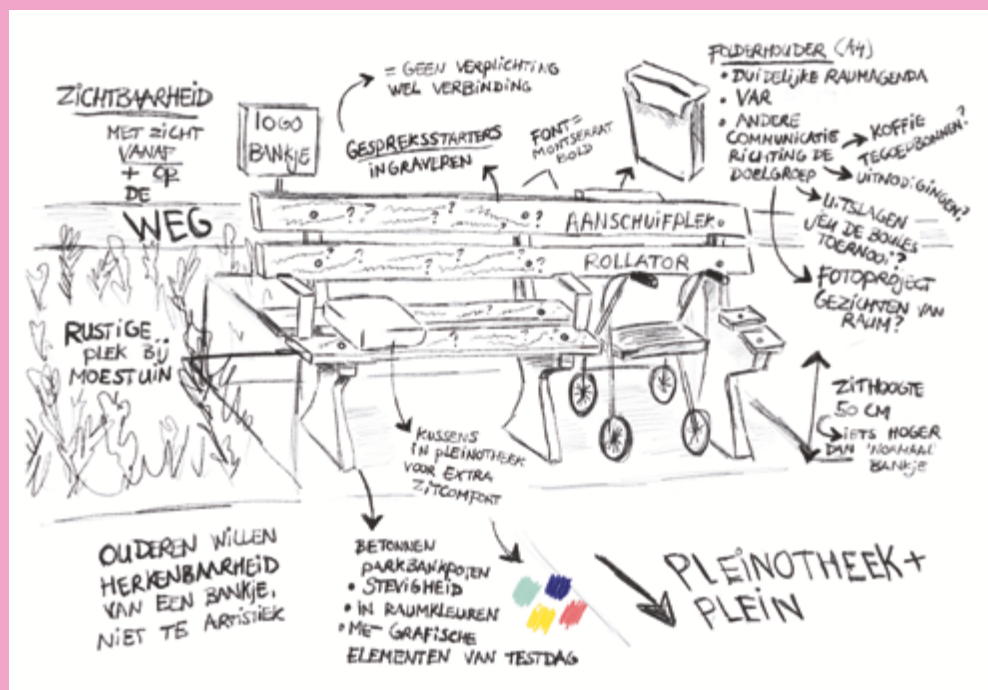 ZICHTBAARHEID
MET ZICHT
VANAF
+ OP
DE
WEG
LOGO
BANKJE
= GEEN VERPLICHTING
WEL VERBINDING
GESPREKSSTARTERS
INGRAVEREN
FONT=
MONTSERRAT
BOLD
FOLDERHOUDER (A4)
• DUIDELIJKE RAUMAGENDA
• VAR
• ANDERE
COMMUNICATIE
RICHTING DE
DOELGROEP
KOFFIE
TEGOEDBONNEN?
UITNODIGINGEN?
UITSLAGEN
JEU DE BOULES
TOERNOOI?
FOTOPROJECT
GEZICHTEN VAN
RAUM?
? ? ? ?
AANSCHUIFPLEK
? ? ? ?
ROLLATOR
RUSTIGE
PLEK BIJ
MOESTUIN
ZITHOOGTE
50 CM
IETS HOGER
DAN 'NORMAAL'
BANKJE
KUSSENS
IN PLEINOTHEEK
VOOR EXTRA
ZITCOMFORT
OUDEREN WILLEN
HERKENBAARHEID
VAN EEN BANKJE,
NIET TE ARTISTIEK
BETONNEN
PARKBANKPOTEN
• STEVIGHEID
• IN RAUMKLEUREN
• MET GRAFISCHE
ELEMENTEN VAN TESTDAG
PLEINOTHEEK+
PLEIN